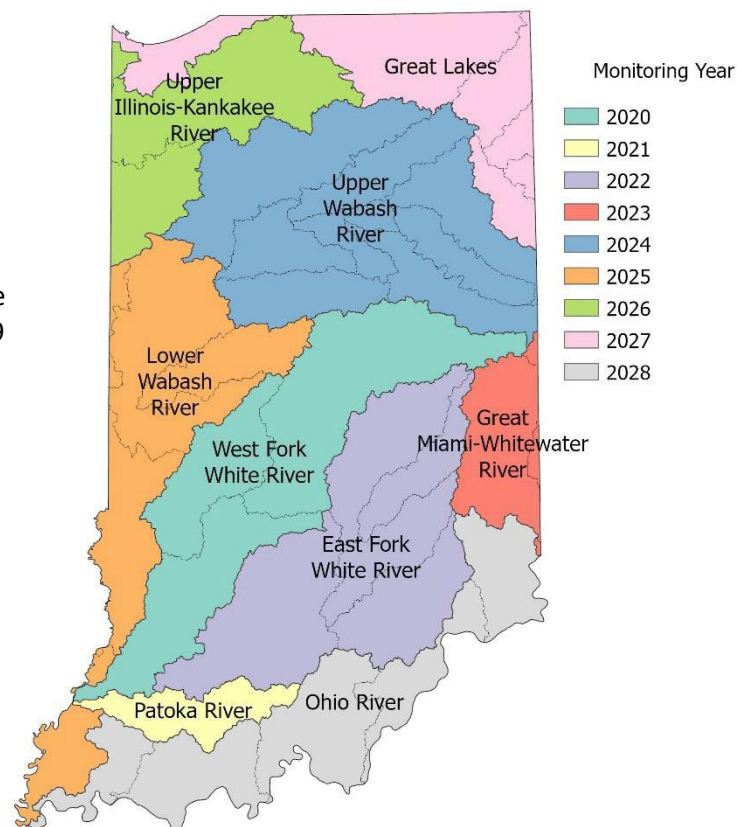 Great Lakes
Upper
Illinois-Kankakee
River
Upper
Wabash
River
e
9
Lower
Wabash
River
West Fork
White River
Great
Miami-Whitewater
River
East Fork
White River
Patoka River
Ohio River
Monitoring Year
2020
2021
2022
2023
2024
2025
2026
2027
2028